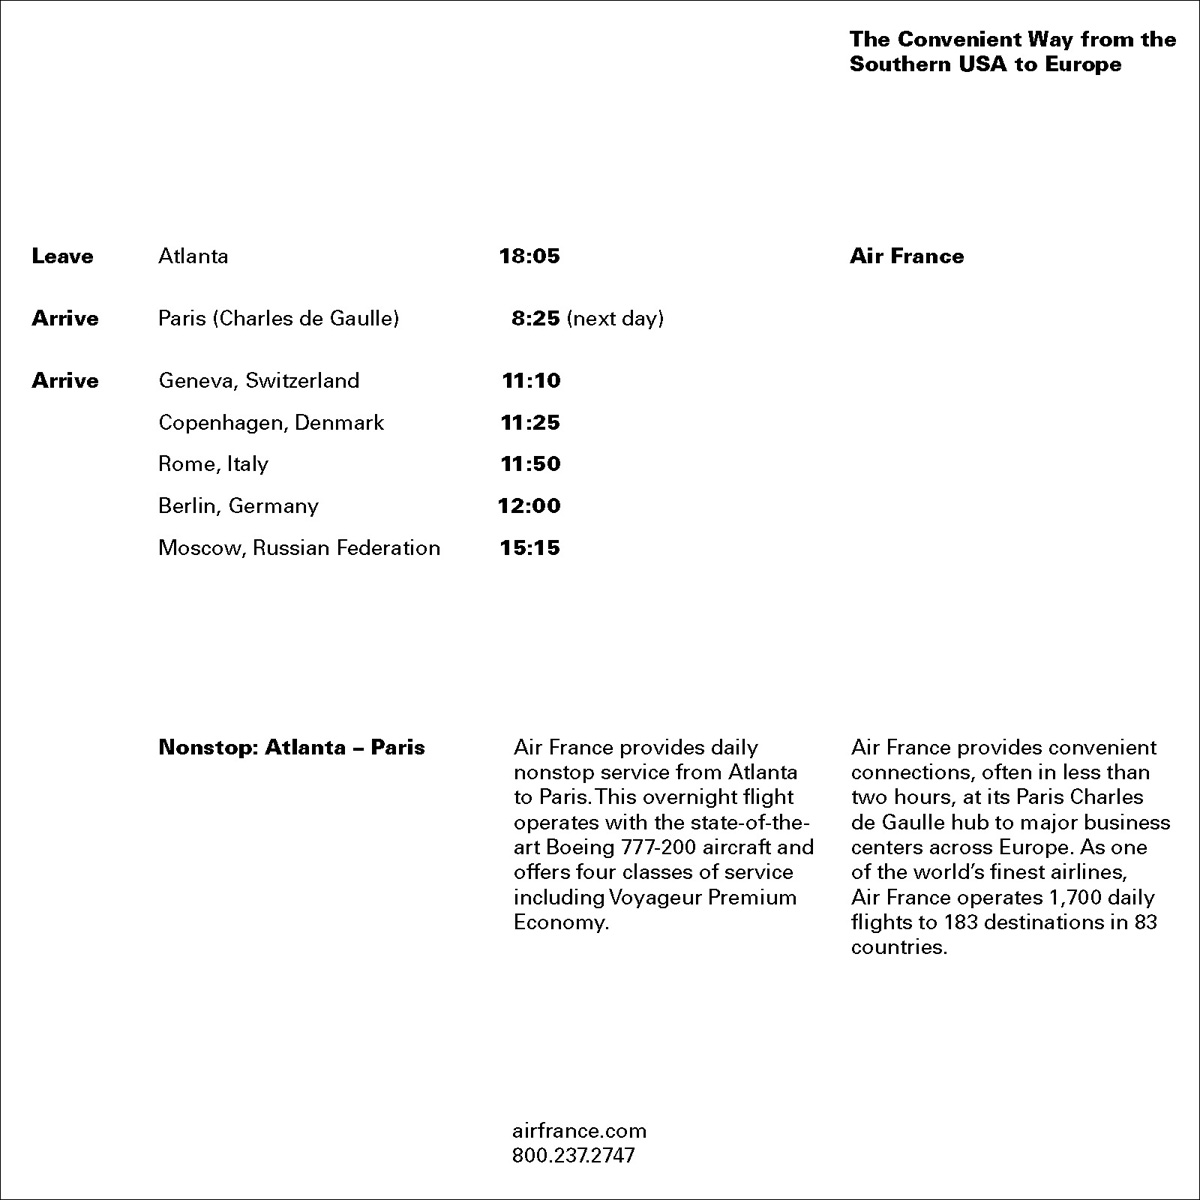 The Convenient Way from the
Southern USA to Europe
Leave Atlanta 18:05 Air France
Arrive Paris (Charles de Gaulle) 8:25 (next day)
Arrive Geneva, Switzerland 11:10
Copenhagen, Denmark 11:25
Rome, Italy 11:50
Berlin, Germany 12:00
Moscow, Russian Federation 15:15
Nonstop: Atlanta – Paris
Air France provides daily
nonstop service from Atlanta
to Paris. This overnight flight
operates with the state-of-the-
art Boeing 777-200 aircraft and
offers four classes of service
including Voyageur Premium
Economy.
Air France provides convenient
connections, often in less than
two hours, at its Paris Charles
de Gaulle hub to major business
centers across Europe. As one
of the world's finest airlines,
Air France operates 1,700 daily
flights to 183 destinations in 83
countries.
airfrance.com
800.237.2747